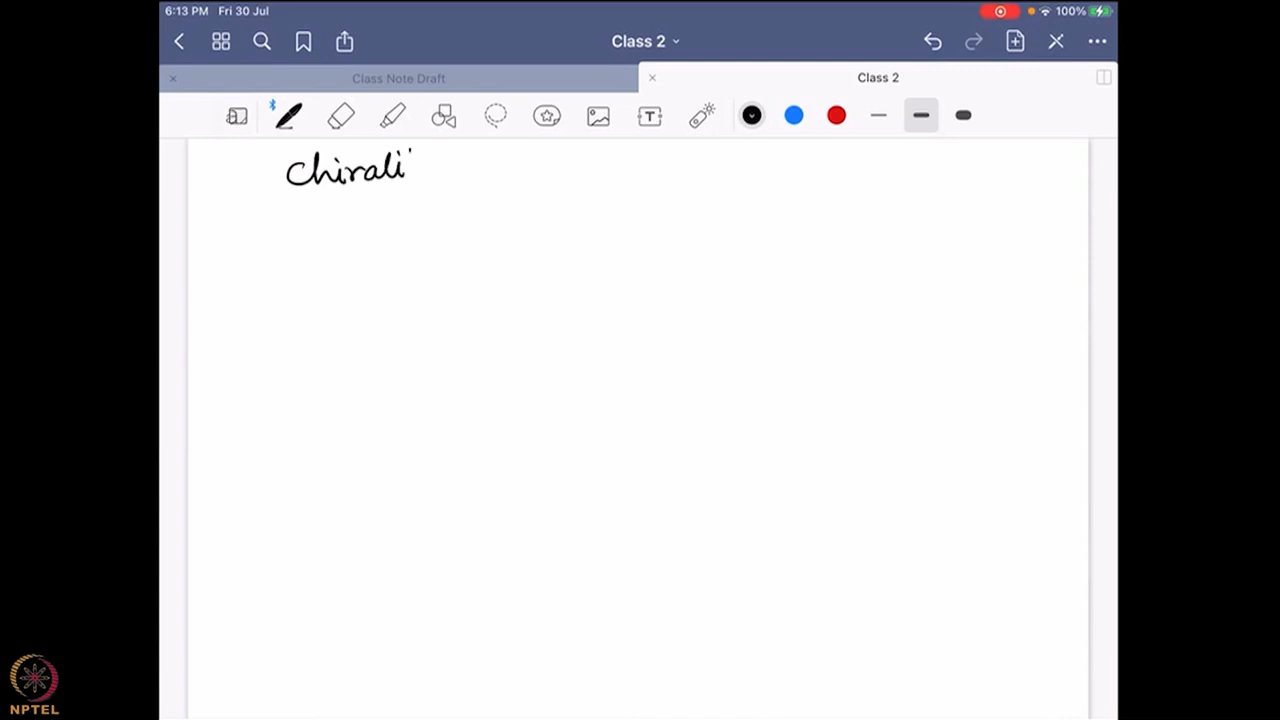 6:13 PM Fri 30 Jul 100%
Class 2
Class Note Draft Class 2
T
Chirali
NPTEL